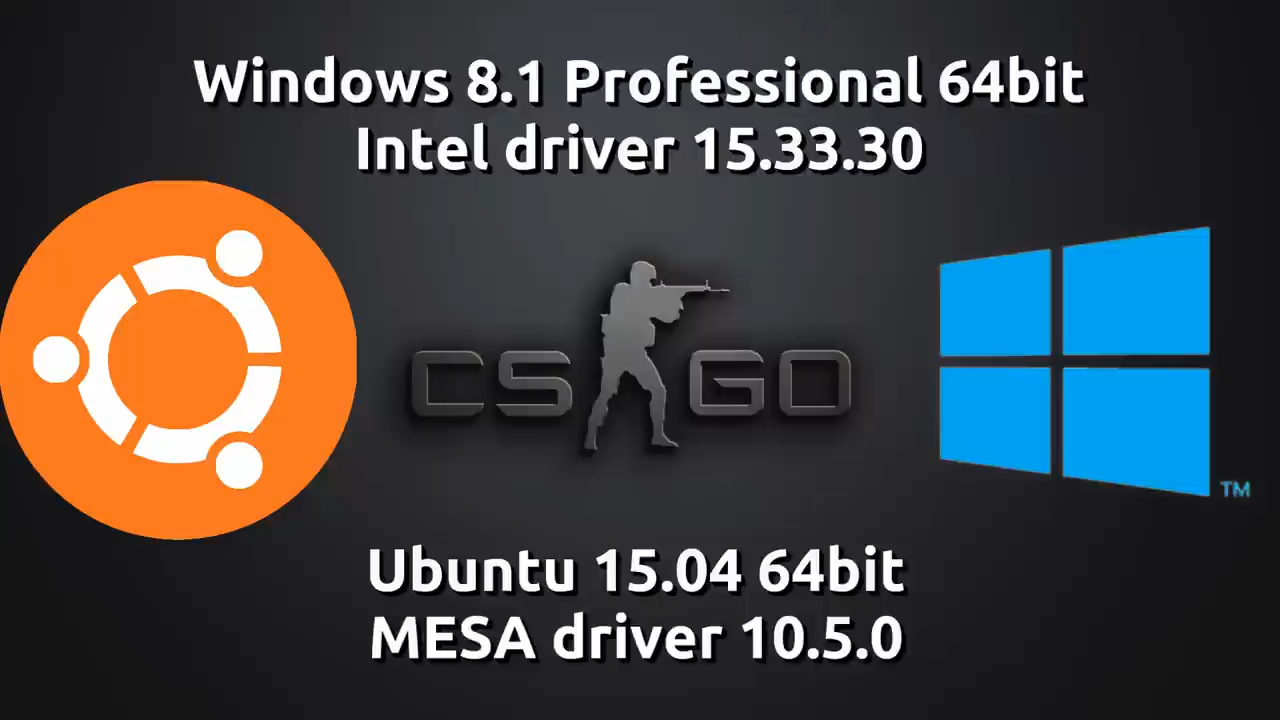 Windows 8.1 Professional 64bit
Intel driver 15.33.30
CS GO
TM
Ubuntu 15.04 64bit
MESA driver 10.5.0